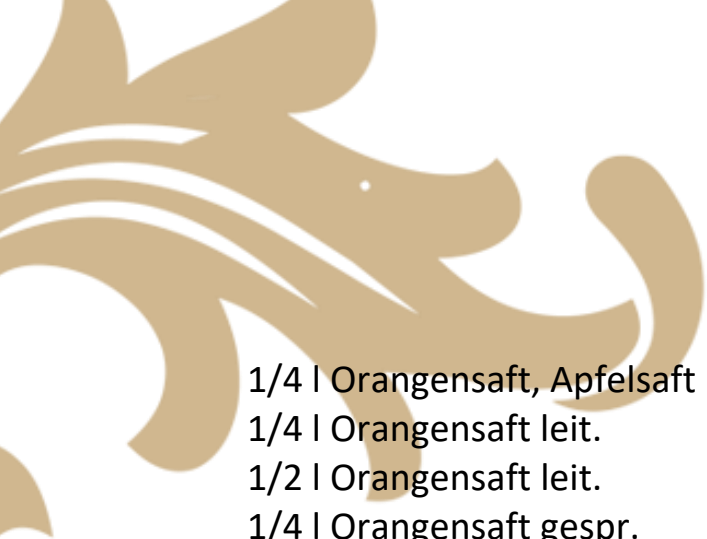 1/4 l Orangensaft, Apfelsaft
1/4 l Orangensaft leit.
1/2 l Orangensaft leit.
1/4 l Orangensaft gespr.